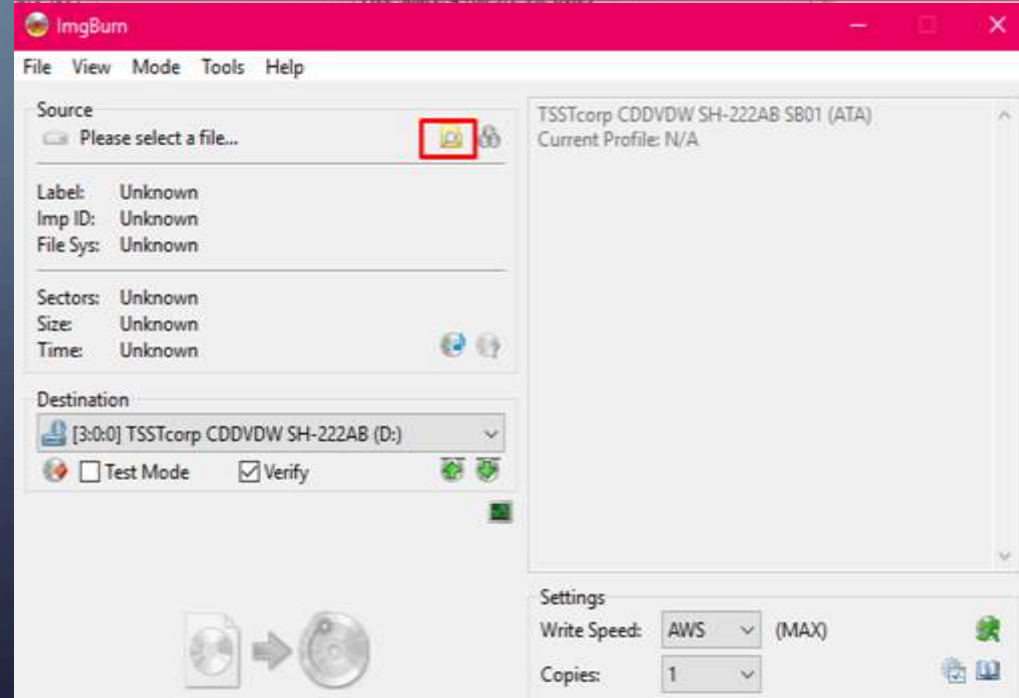 ImgBurn
File View Mode Tools Help
Source
Please select a file...
Label: Unknown
Imp ID: Unknown
File Sys: Unknown
Sectors: Unknown
Size: Unknown
Time: Unknown
Destination
[3:0:0] TSSTcorp CDDVDW SH-222AB (D:)
Test Mode Verify
TSSTcorp CDDVDW SH-222AB SB01 (ATA)
Current Profile: N/A
Settings
Write Speed: AWS (MAX)
Copies: 1